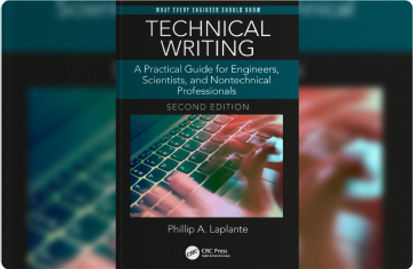 WHAT EVERY ENGINEER SHOULD KNOW
TECHNICAL
WRITING
A Practical Guide for Engineers,
Scientists, and Nontechnical
Professionals
SECOND EDITION
Phillip A. Laplante
CRC Press